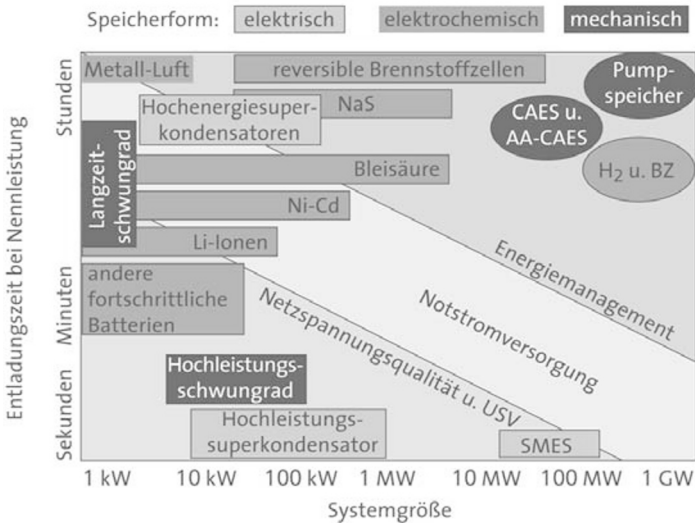 Speicherform: elektrisch elektrochemisch mechanisch
Entladungszeit bei Nennleistung
Stunden
Minuten
Sekunden
Metall-Luft
reversible Brennstoffzellen
Pump-
speicher
Hochenergiesuper-
kondensatoren
NaS
CAES u.
AA-CAES
Langzeit-
schwungrad
Bleisäure
H₂ u. BZ
Ni-Cd
Li-Ionen
Energiemanagement
andere
fortschrittliche
Batterien
Notstromversorgung
Netzspannungsqualität u. USV
Hochleistungs-
schwungrad
Hochleistungs-
superkondensator
SMES
1 kW 10 kW 100 kW 1 MW 10 MW 100 MW 1 GW
Systemgröße